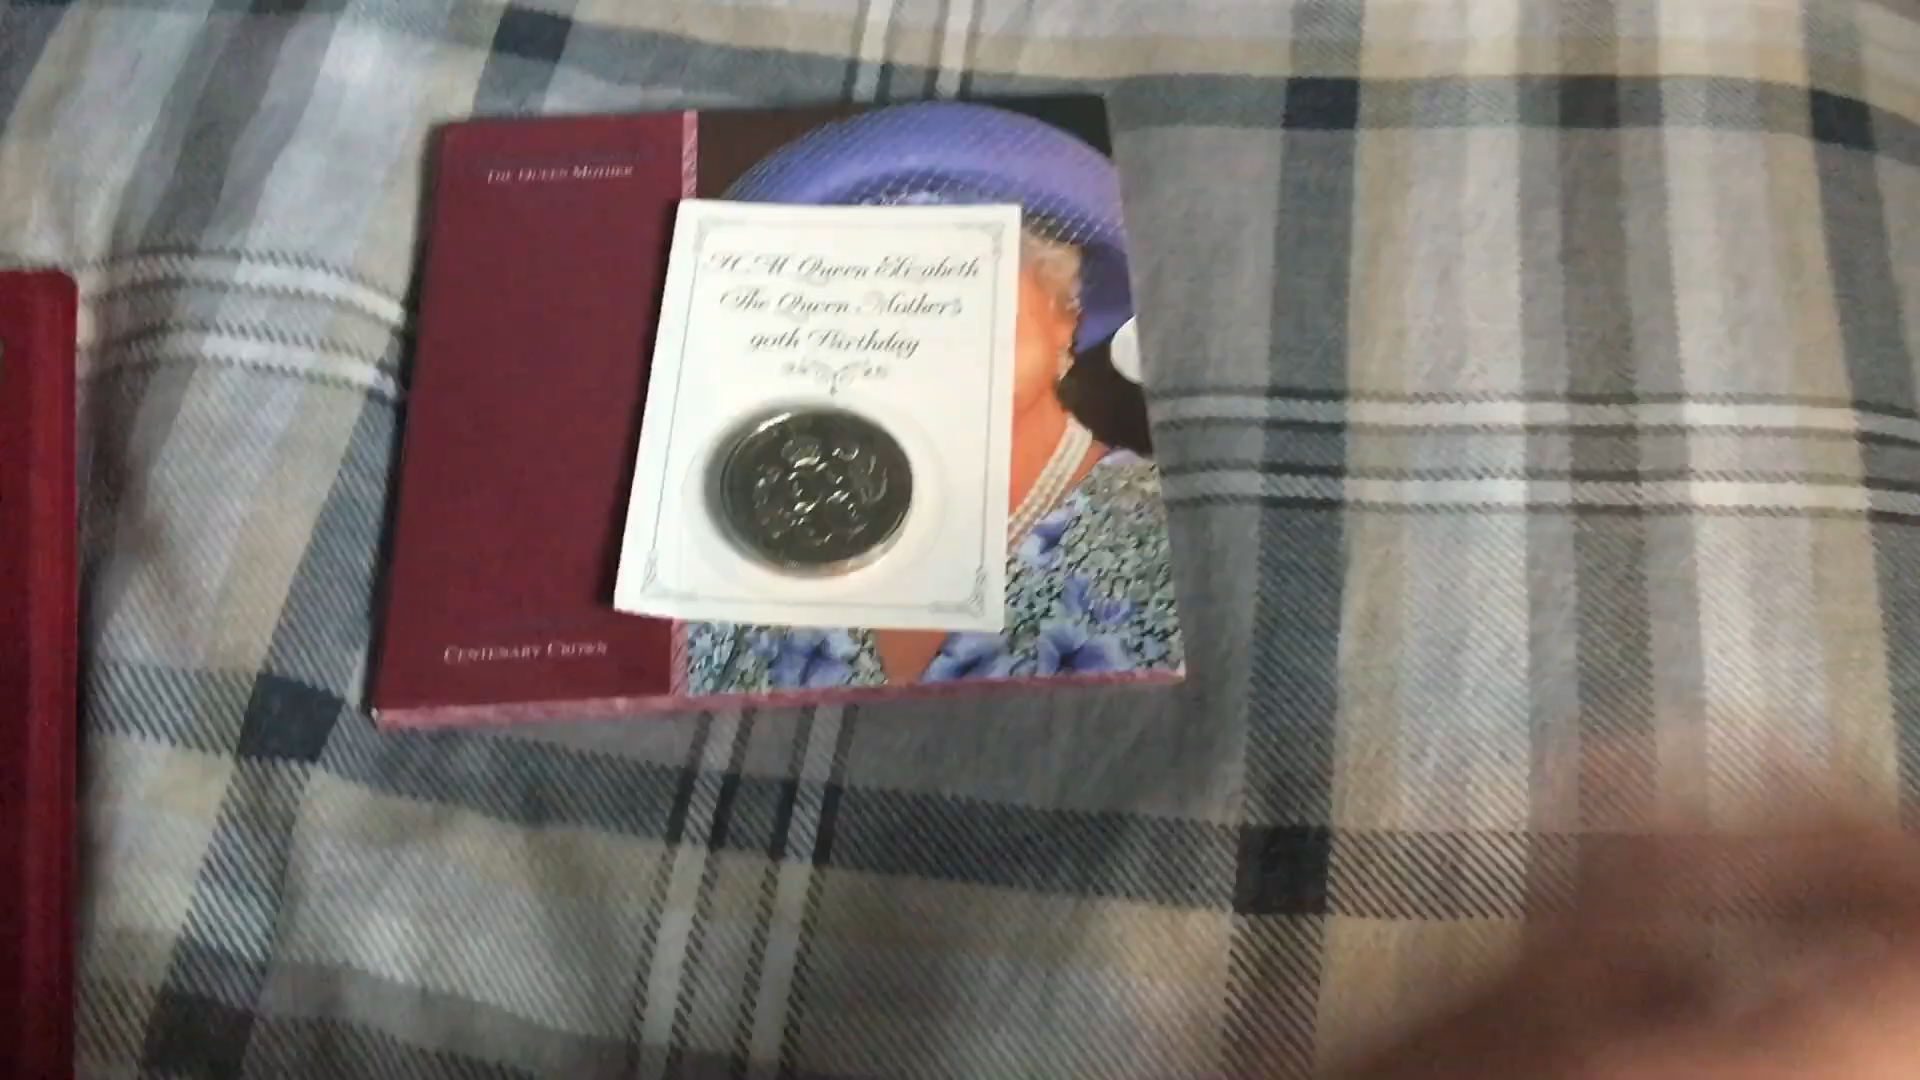 THE QUEEN MOTHER
H.M. Queen Elizabeth
The Queen Mother's
90th Birthday
CENTENARY CROWN